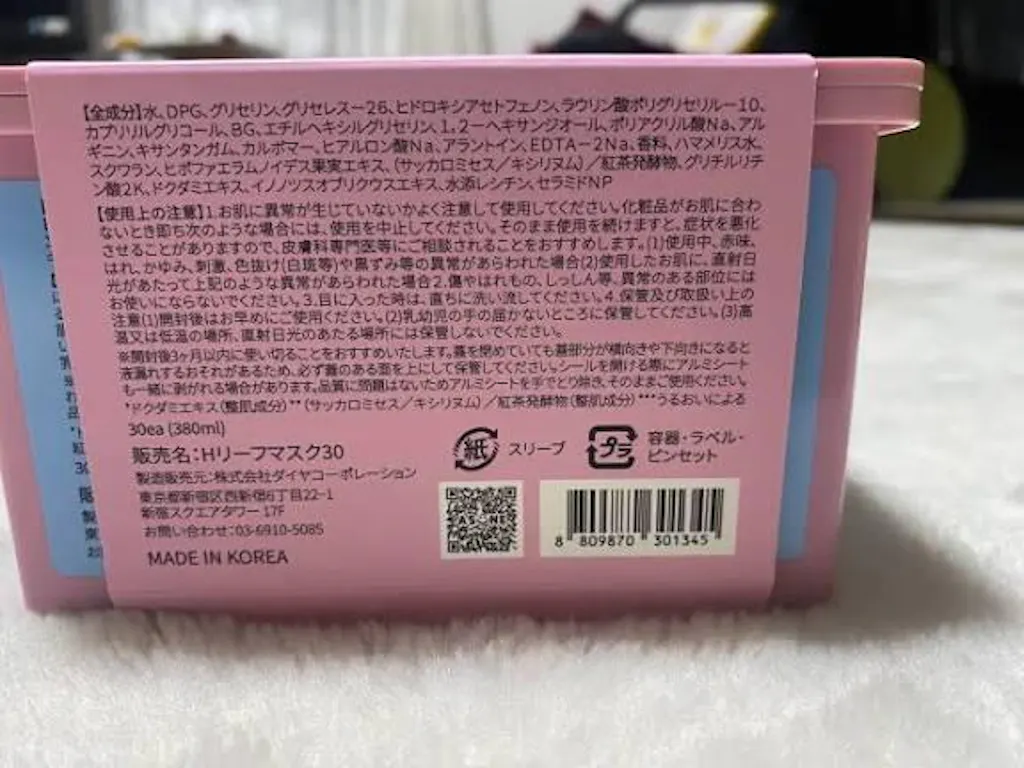 【全成分】水、DPG、グリセリン、グリセレス－26、ヒドロキシアセトフェノン、ラウリン酸ポリグリセリル－10、
カプリリルグリコール、BG、エチルヘキシルグリセリン、1，2－ヘキサンジオール、ポリアクリル酸Na、アル
ギニン、キサンタンガム、カルボマー、ヒアルロン酸Na、アラントイン、EDTA－2Na、香料、ハマメリス水、
スクワラン、ヒポファエラムノイデス果実エキス、（サッカロミセス／キシリヌム）／紅茶発酵物、グリチルリチ
ン酸2K、ドクダミエキス、イノノツスオブリクウスエキス、水添レシチン、セラミドNP
【使用上の注意】1.お肌に異常が生じていないかよく注意して使用してください。化粧品がお肌に合わ
ないとき即ち次のような場合には、使用を中止してください。そのまま使用を続けますと、症状を悪化
させることがありますので、皮膚科専門医等にご相談されることをおすすめします。(1)使用中、赤味、
はれ、かゆみ、刺激、色抜け(白斑等)や黒ずみ等の異常があらわれた場合(2)使用したお肌に、直射日
光があたって上記のような異常があらわれた場合2.傷やはれもの、しっしん等、異常のある部位には
お使いにならないでください。3.目に入った時は、直ちに洗い流してください。4.保管及び取扱い上の
注意(1)開封後はお早めにご使用ください。(2)乳幼児の手の届かないところに保管してください。(3)高
温又は低温の場所、直射日光のあたる場所には保管しないでください。
※開封後3ヶ月以内に使い切ることをおすすめいたします。蓋を閉めていても蓋部分が横向きや下向きになると
液漏れするおそれがあるため、必ず蓋のある面を上にして保管してください。シールを開ける際にアルミシート
も一緒に剥がれる場合があります。品質に問題はないためアルミシートを手でとり除き、そのままご使用ください。
*ドクダミエキス（整肌成分）**（サッカロミセス／キシリヌム）／紅茶発酵物（整肌成分）***うるおいによる
30ea (380ml)
販売名：Hリーフマスク30
製造販売元：株式会社ダイヤコーポレーション
東京都新宿区西新宿6丁目22−1
新宿スクエアタワー 17F
お問い合わせ：03-6910-5085
MADE IN KOREA
紙 スリーブ
プラ 容器・ラベル・
ピンセット
8 809870 301345